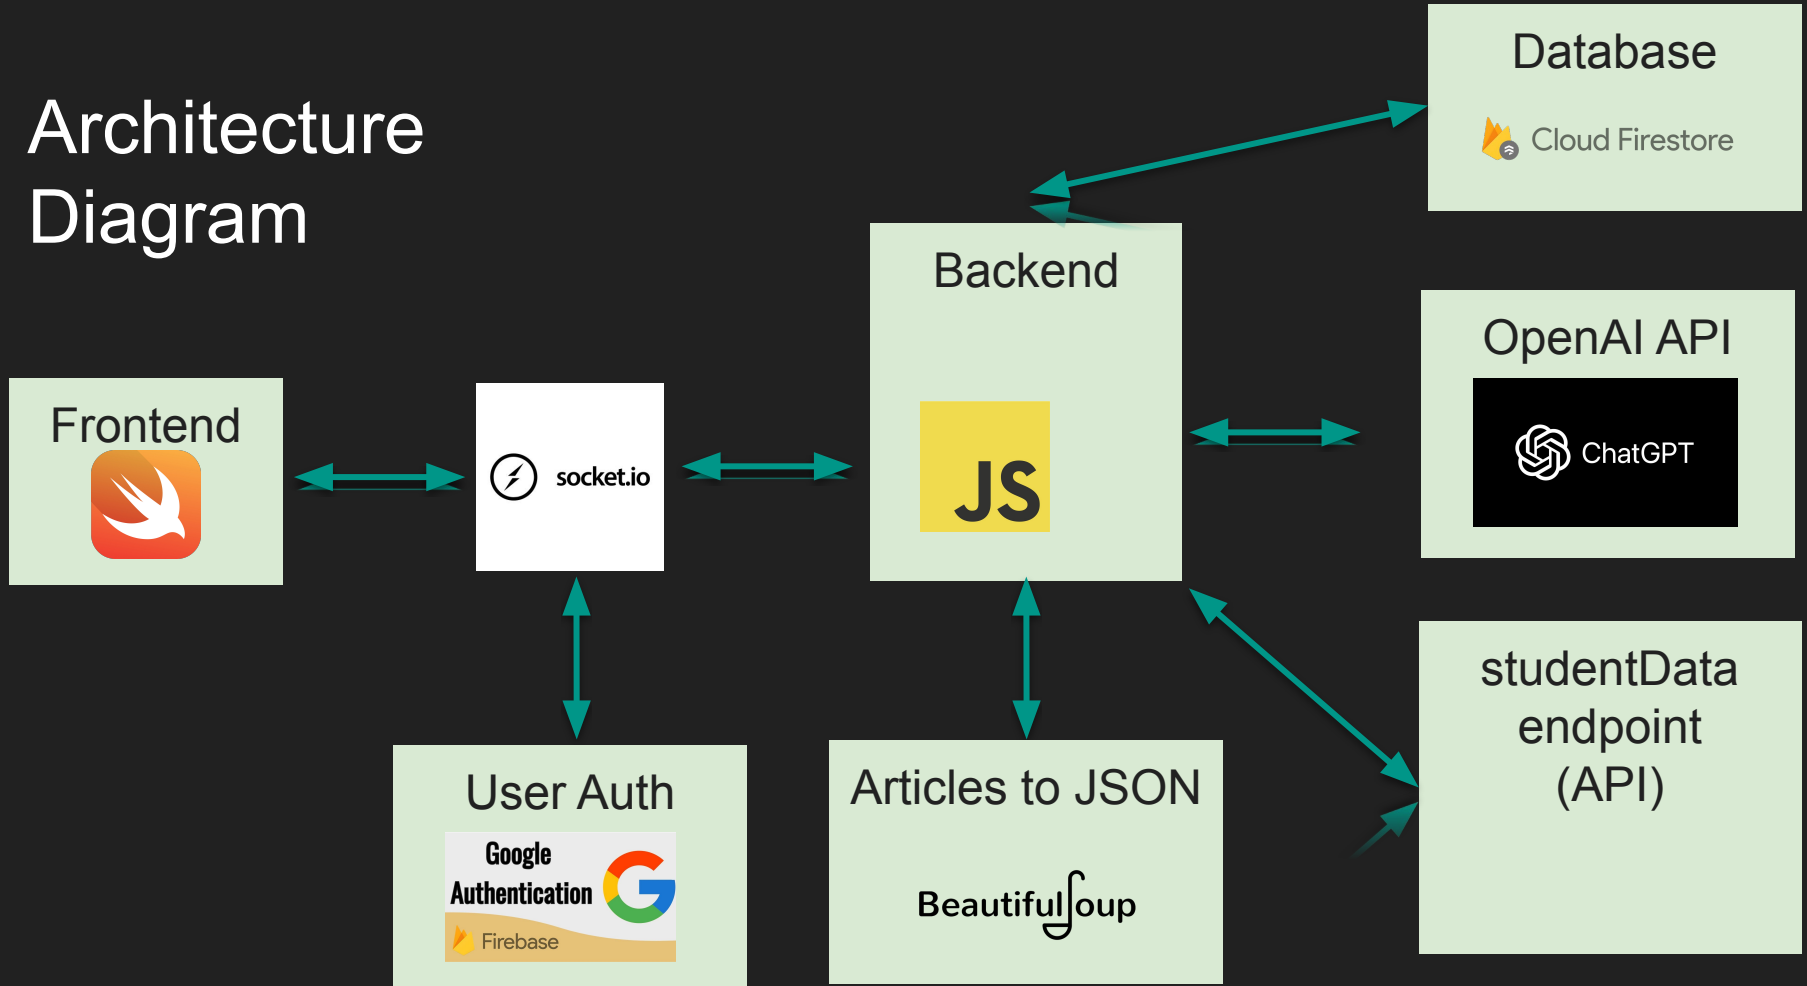 Architecture
Diagram
Database
Cloud Firestore
Backend
JS
OpenAI API
ChatGPT
Frontend
socket.io
studentData
endpoint
(API)
User Auth
Google
Authentication
Firebase
Articles to JSON
BeautifulSoup